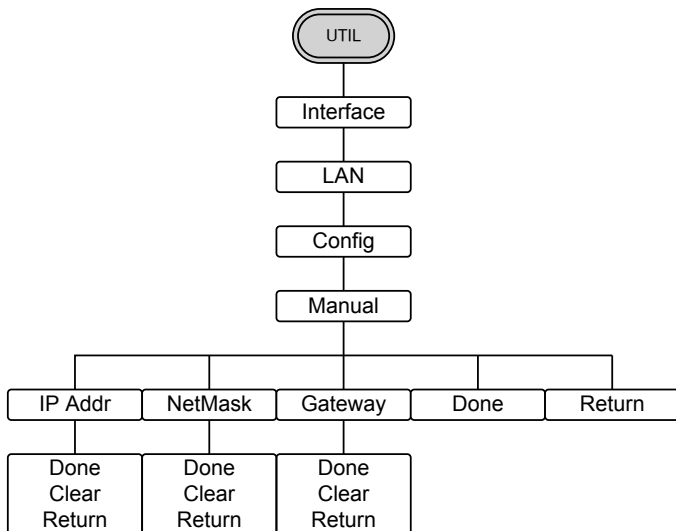 UTIL
Interface
LAN
Config
Manual
IP Addr
NetMask
Gateway
Done
Return
Done
Clear
Return
Done
Clear
Return
Done
Clear
Return